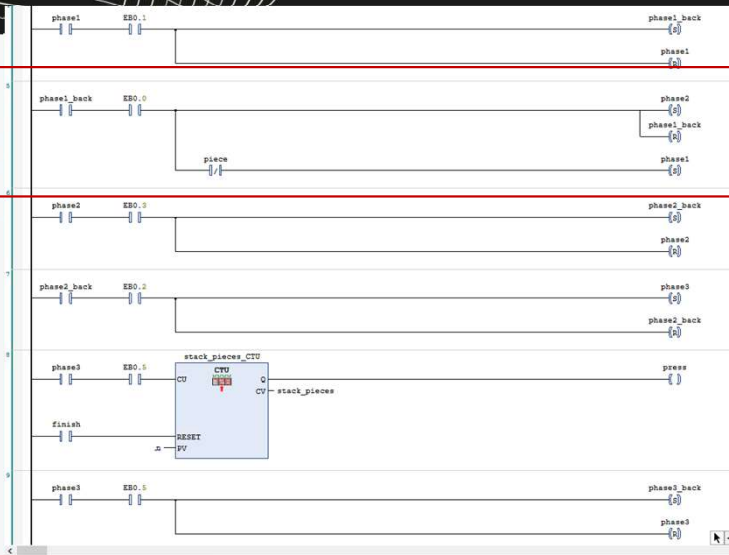 phase1 EB0.1 phase1_back
(S)
phase1
(R)
5
phase1_back EB0.0 phase2
(S)
phase1_back
(R)
piece phase1
(S)
6
phase2 EB0.3 phase2_back
(S)
phase2
(R)
7
phase2_back EB0.2 phase3
(S)
phase2_back
(R)
8
stack_pieces_CTU
phase3 EB0.5 CTU press
CU Q
CV stack_pieces
finish
RESET
n PV
9
phase3 EB0.5 phase3_back
(S)
phase3
(R)